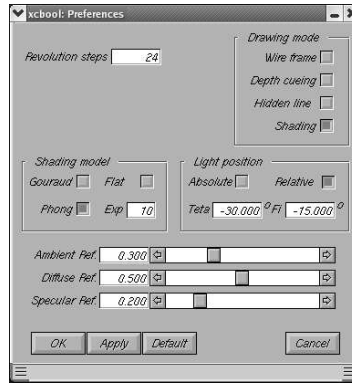 xcbool: Preferences
Drawing mode
Revolution steps 24
Wire frame
Depth cueing
Hidden line
Shading
Shading model
Gouraud Flat
Phong Exp 10
Light position
Absolute Relative
Teta -30.000 ° FI -15.000 °
Ambient Ref. 0.300
Diffuse Ref. 0.500
Specular Ref. 0.200
OK Apply Default Cancel